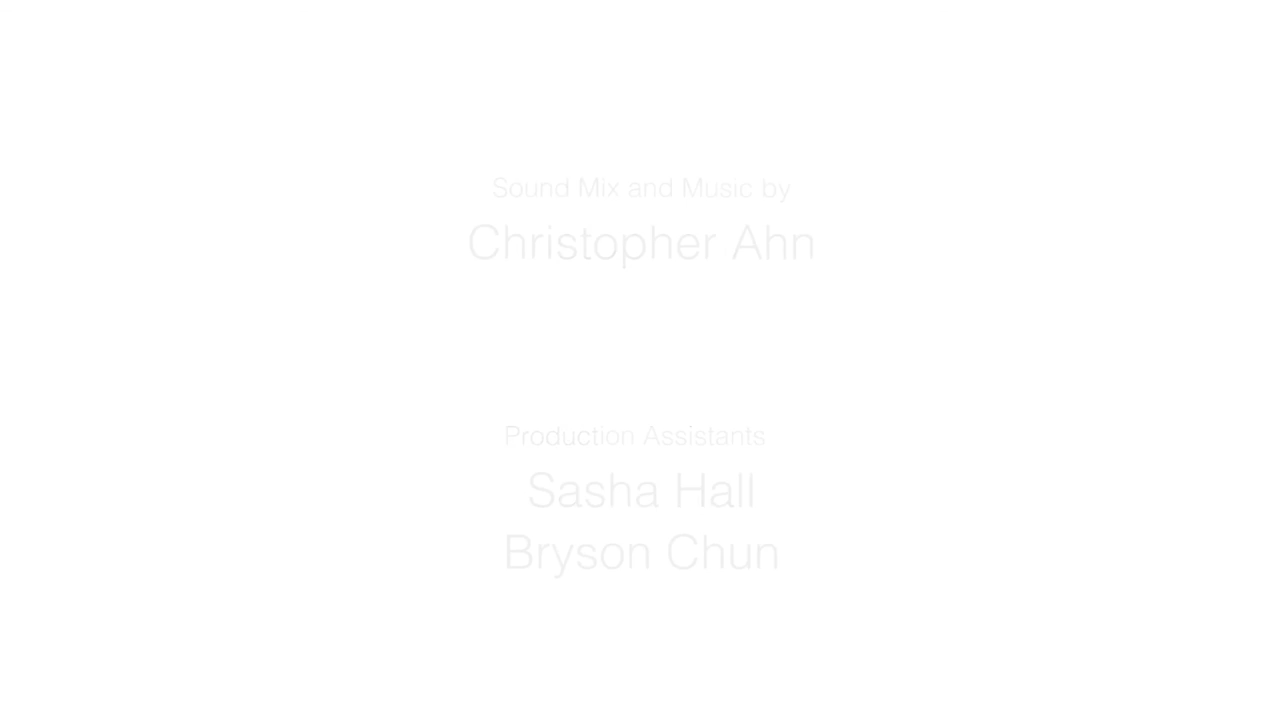 Sound Mix and Music by
Christopher Ahn
Production Assistants
Sasha Hall
Bryson Chun